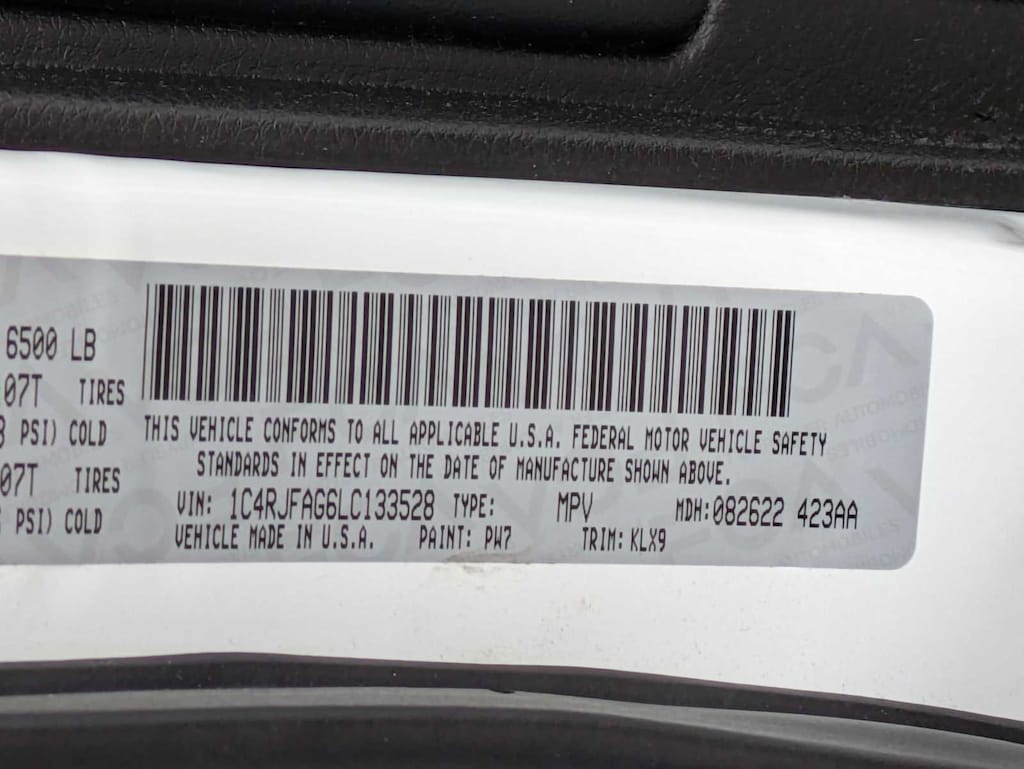 6500 LB
07T TIRES
PSI) COLD
07T TIRES
PSI) COLD
THIS VEHICLE CONFORMS TO ALL APPLICABLE U.S.A. FEDERAL MOTOR VEHICLE SAFETY
STANDARDS IN EFFECT ON THE DATE OF MANUFACTURE SHOWN ABOVE.
VIN: 1C4RJFAG6LC133528 TYPE: MPV MDH: 082622 423AA
VEHICLE MADE IN U.S.A. PAINT: PW7 TRIM: KLX9